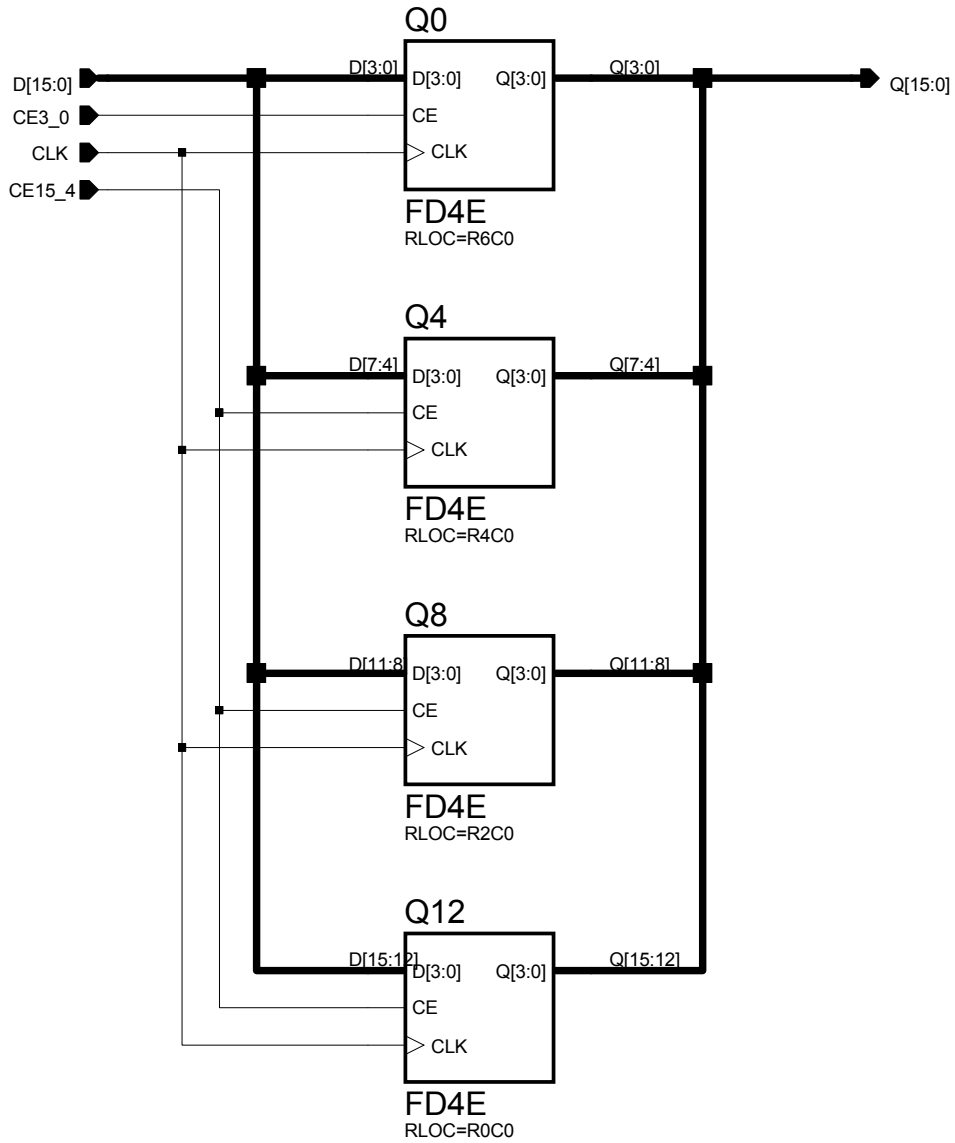 Q0
D[15:0]
D[3:0]
D[3:0]
Q[3:0]
Q[3:0]
Q[15:0]
CE3_0
CE
CLK
CLK
CE15_4
FD4E
RLOC=R6C0
Q4
D[7:4]
D[3:0]
Q[3:0]
Q[7:4]
CE
CLK
FD4E
RLOC=R4C0
Q8
D[11:8]
D[3:0]
Q[3:0]
Q[11:8]
CE
CLK
FD4E
RLOC=R2C0
Q12
D[15:12]
D[3:0]
Q[3:0]
Q[15:12]
CE
CLK
FD4E
RLOC=R0C0